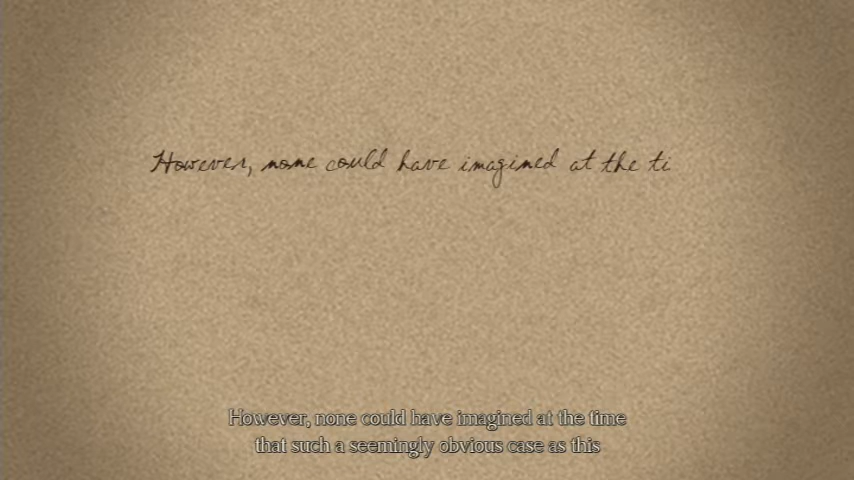 However, none could have imagined at the ti
However, none could have imagined at the time
that such a seemingly obvious case as this